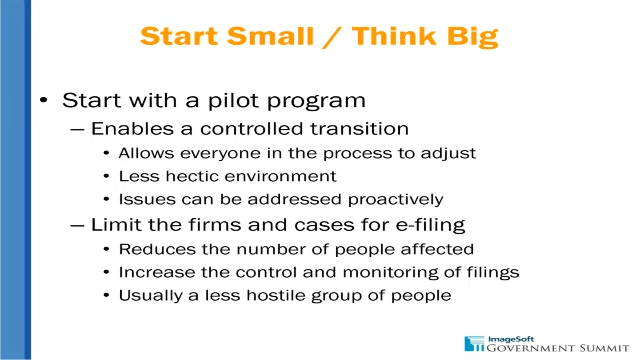 Start Small / Think Big
• Start with a pilot program
– Enables a controlled transition
• Allows everyone in the process to adjust
• Less hectic environment
• Issues can be addressed proactively
– Limit the firms and cases for e-filing
• Reduces the number of people affected
• Increase the control and monitoring of filings
• Usually a less hostile group of people
ImageSoft
GOVERNMENT SUMMIT